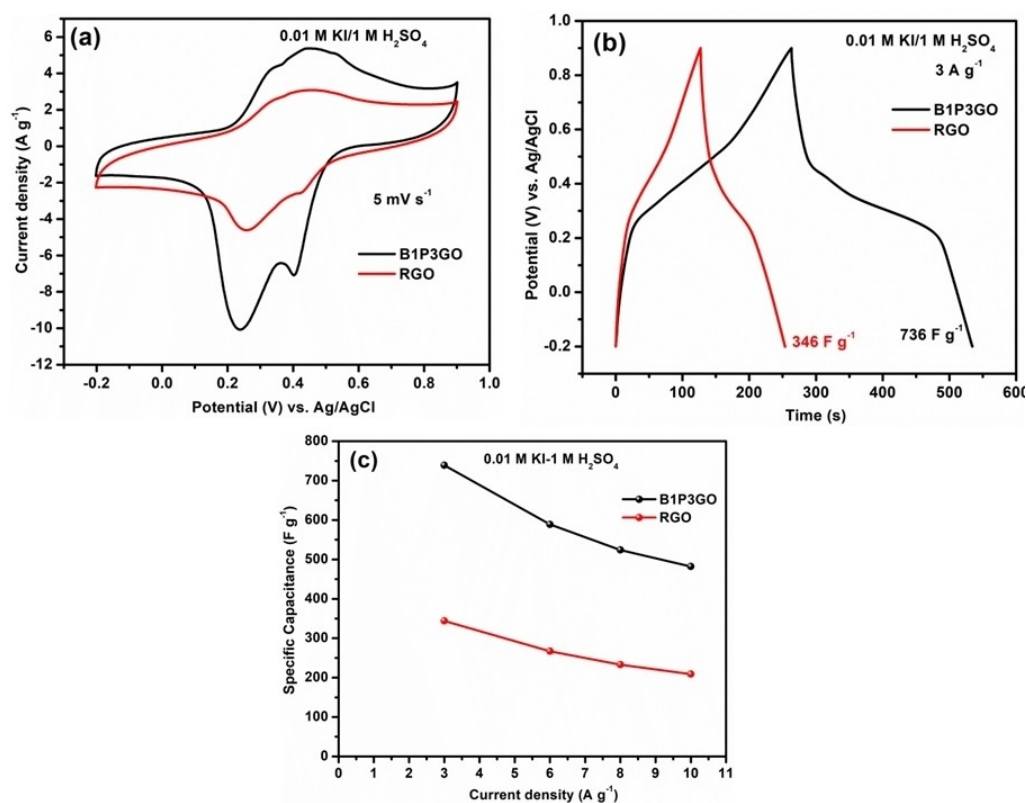 (a)
0.01 M KI/1 M H₂SO₄
5 mV s⁻¹
B1P3GO
RGO
Current density (A g⁻¹)
6
4
2
0
-2
-4
-6
-8
-10
-12
-0.2 0.0 0.2 0.4 0.6 0.8 1.0
Potential (V) vs. Ag/AgCl
(b)
0.01 M KI/1 M H₂SO₄
3 A g⁻¹
B1P3GO
RGO
Potential (V) vs. Ag/AgCl
1.0
0.8
0.6
0.4
0.2
0.0
-0.2
346 F g⁻¹
736 F g⁻¹
0 100 200 300 400 500 600
Time (s)
(c)
0.01 M KI-1 M H₂SO₄
B1P3GO
RGO
Specific Capacitance (F g⁻¹)
800
700
600
500
400
300
200
100
0
0 1 2 3 4 5 6 7 8 9 10 11
Current density (A g⁻¹)